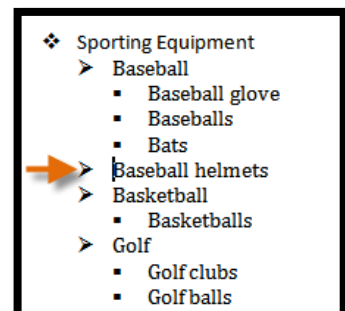 ❖ Sporting Equipment
➤ Baseball
▪ Baseball glove
▪ Baseballs
▪ Bats
➤ Baseball helmets
➤ Basketball
▪ Basketballs
➤ Golf
▪ Golf clubs
▪ Golf balls